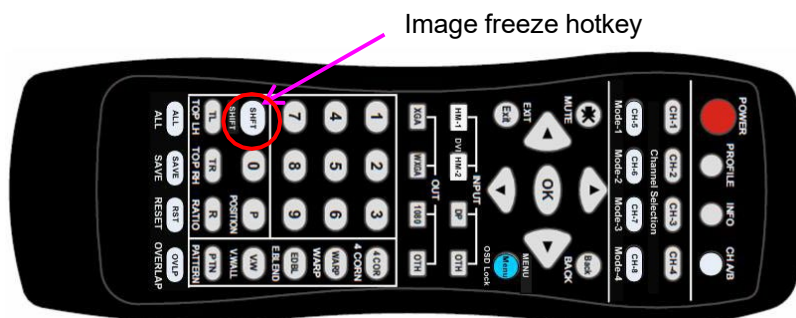 Image freeze hotkey
POWER PROFILE INFO CH A/B
CH-1 CH-2 CH-3 CH-4
Channel Selection
CH-5 CH-6 CH-7 CH-8
Mode-1 Mode-2 Mode-3 Mode-4
Back
MUTE BACK
OK
EXIT MENU
Exit Menu
OSD Lock
INPUT
HM-1 DVI HM-2 DP OTH
OUT
XGA WXGA 1080 OTH
1 2 3 4COR
4 CORN
4 5 6 WARP
WARP
7 8 9 EDBL
E.BLEND
SHFT 0 P VW
SHIFT POSITION V.WALL
TL TR R PTN
TOP LH TOP RH RATIO PATTERN
ALL SAVE RST OVLP
ALL SAVE RESET OVERLAP